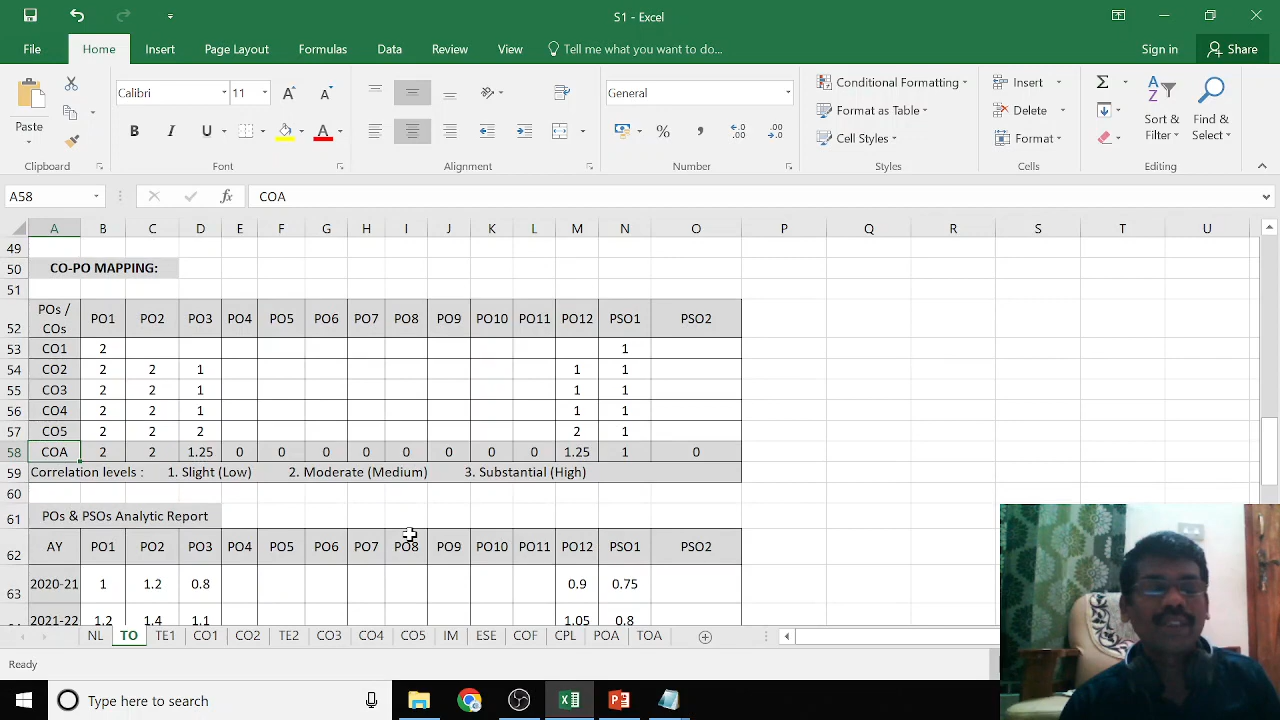 S1 - Excel
File Home Insert Page Layout Formulas Data Review View Tell me what you want to do... Sign in Share
Calibri 11 General Conditional Formatting Insert
Format as Table Delete
Paste Sort & Find &
Cell Styles Format Filter Select
Clipboard Font Alignment Number Styles Cells Editing
A58 fx COA
A B C D E F G H I J K L M N O P Q R S T U
49
50 CO-PO MAPPING:
51
52 POs / COs PO1 PO2 PO3 PO4 PO5 PO6 PO7 PO8 PO9 PO10 PO11 PO12 PSO1 PSO2
53 CO1 2 1
54 CO2 2 2 1 1 1
55 CO3 2 2 1 1 1
56 CO4 2 2 1 1 1
57 CO5 2 2 2 2 1
58 COA 2 2 1.25 0 0 0 0 0 0 0 0 1.25 1 0
59 Correlation levels : 1. Slight (Low) 2. Moderate (Medium) 3. Substantial (High)
60
61 POs & PSOs Analytic Report
62 AY PO1 PO2 PO3 PO4 PO5 PO6 PO7 PO8 PO9 PO10 PO11 PO12 PSO1 PSO2
63 2020-21 1 1.2 0.8 0.9 0.75
2021-22 1.2 1.4 1.1 1.05 0.8
NL TO TE1 CO1 CO2 TE2 CO3 CO4 CO5 IM ESE COF CPL POA TOA
Ready
Type here to search